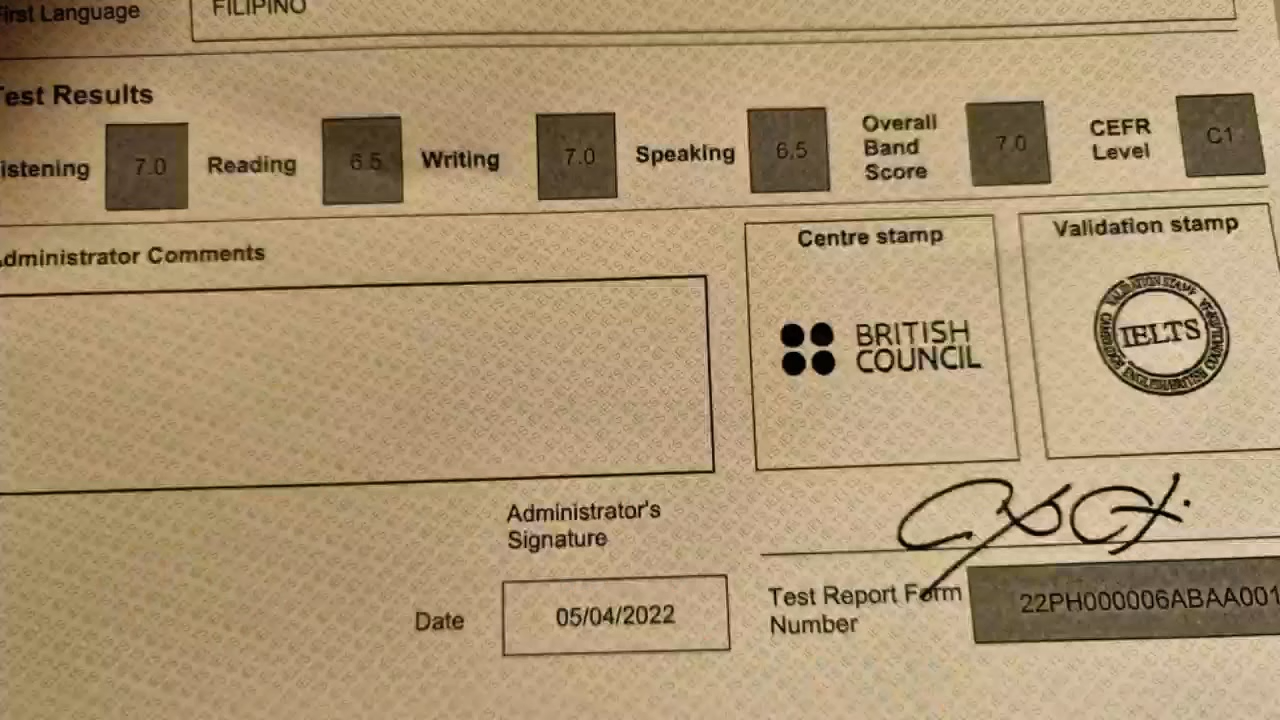 First Language FILIPINO
Test Results
Listening 7.0 Reading 6.5 Writing 7.0 Speaking 6.5 Overall Band Score 7.0 CEFR Level C1
Administrator Comments
Centre stamp
Validation stamp
BRITISH
COUNCIL
IELTS
VALIDATION STAMP
Administrator's
Signature
Date 05/04/2022
Test Report Form
Number
22PH000006ABAA001